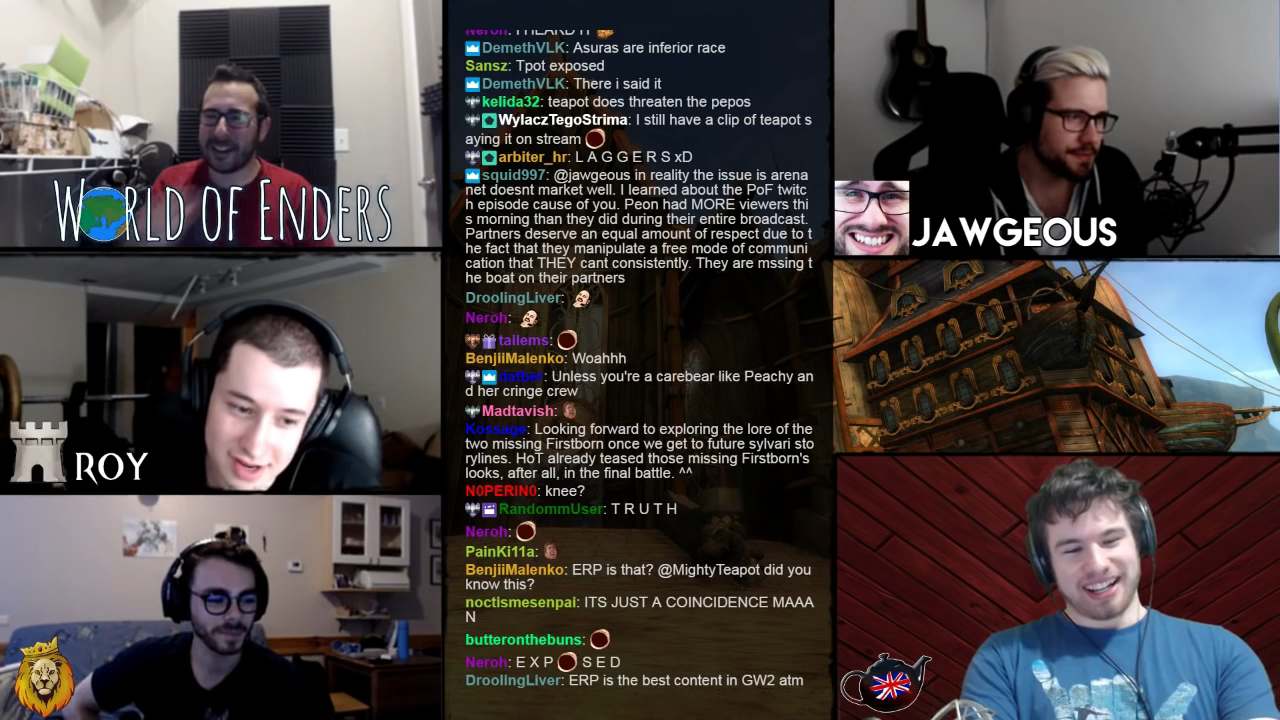 WORLD OF ENDERS
ROY
Neroh: I HEARD IT
DemethVLK: Asuras are inferior race
Sansz: Tpot exposed
DemethVLK: There i said it
kelida32: teapot does threaten the pepos
WylaczTegoStrima: I still have a clip of teapot s
aying it on stream
arbiter_hr: L A G G E R S xD
squid997: @jawgeous in reality the issue is arena
net doesnt market well. I learned about the PoF twitc
h episode cause of you. Peon had MORE viewers thi
s morning than they did during their entire broadcast.
Partners deserve an equal amount of respect due to t
he fact that they manipulate a free mode of communi
cation that THEY cant consistently. They are mssing t
he boat on their partners
DroolingLiver:
Neroh:
tallems:
BenjiiMalenko: Woahhh
: Unless you're a carebear like Peachy an
d her cringe crew
Madtavish:
Kossage: Looking forward to exploring the lore of the
two missing Firstborn once we get to future sylvari sto
rylines. HoT already teased those missing Firstborn's
looks, after all, in the final battle. ^^
N0PERIN0: knee?
RandommUser: T R U T H
Neroh:
PainKi11a:
BenjiiMalenko: ERP is that? @MightyTeapot did you
know this?
noctismesenpai: ITS JUST A COINCIDENCE MAAA
N
butteronthebuns:
Neroh: E X P S E D
DroolingLiver: ERP is the best content in GW2 atm
JAWGEOUS